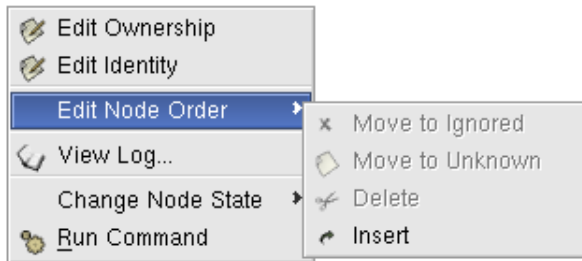 Edit Ownership
Edit Identity
Edit Node Order
Move to Ignored
View Log...
Move to Unknown
Change Node State
Delete
Run Command
Insert